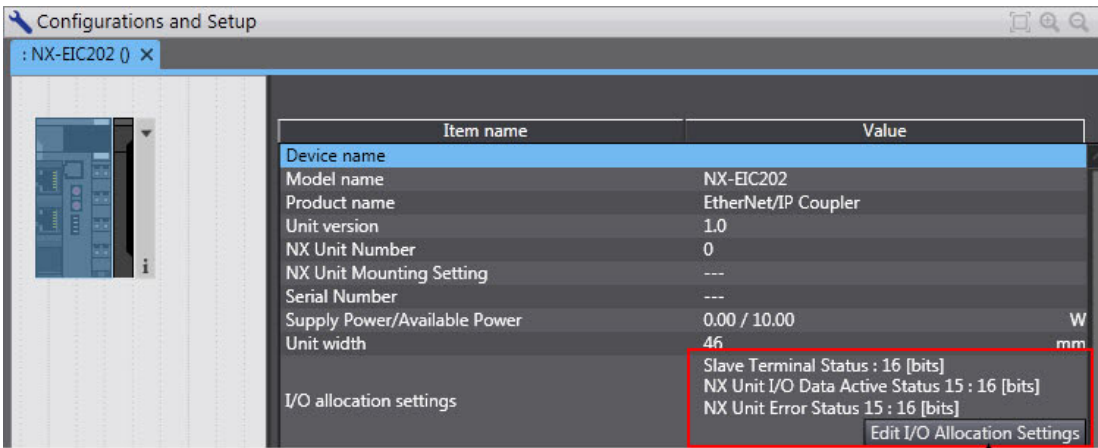 Configurations and Setup
: NX-EIC202 ()
Item name Value
Device name
Model name NX-EIC202
Product name EtherNet/IP Coupler
Unit version 1.0
NX Unit Number 0
NX Unit Mounting Setting ---
Serial Number ---
Supply Power/Available Power 0.00 / 10.00 W
Unit width 46 mm
I/O allocation settings
Slave Terminal Status : 16 [bits]
NX Unit I/O Data Active Status 15 : 16 [bits]
NX Unit Error Status 15 : 16 [bits]
Edit I/O Allocation Settings
i